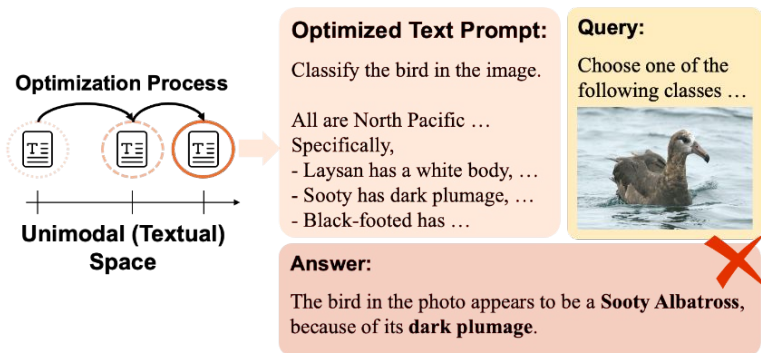 Optimization Process
T
T
T
Unimodal (Textual)
Space
Optimized Text Prompt:
Classify the bird in the image.
All are North Pacific …
Specifically,
- Laysan has a white body, …
- Sooty has dark plumage, …
- Black-footed has …
Query:
Choose one of the
following classes …
Answer:
The bird in the photo appears to be a Sooty Albatross,
because of its dark plumage.